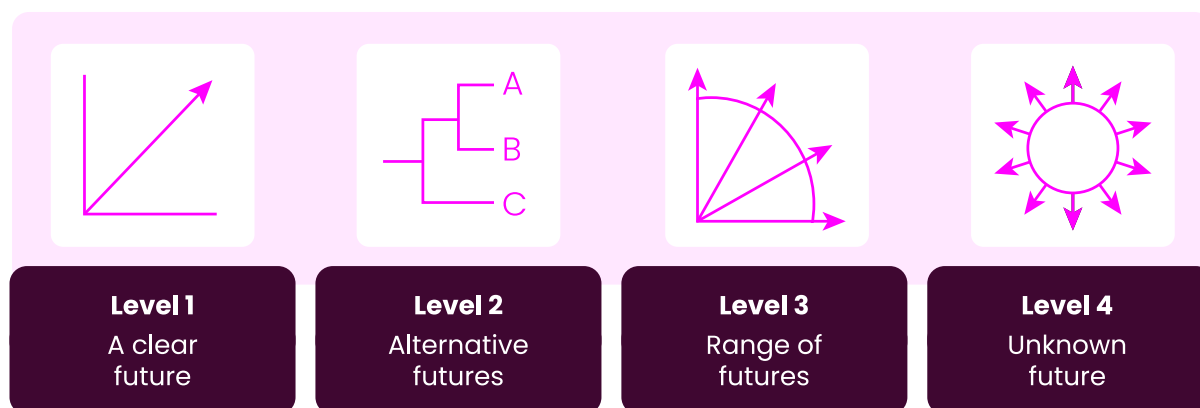 A
B
C
Level 1
A clear
future
Level 2
Alternative
futures
Level 3
Range of
futures
Level 4
Unknown
future